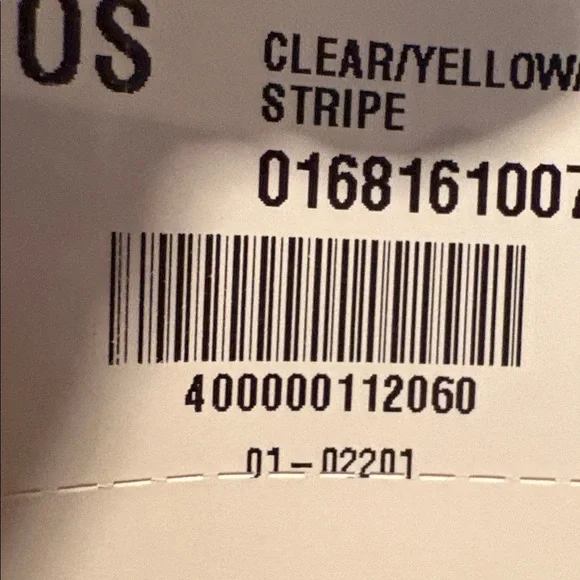 OS
CLEAR/YELLOW/
STRIPE
0168161007
400000112060
01-02201